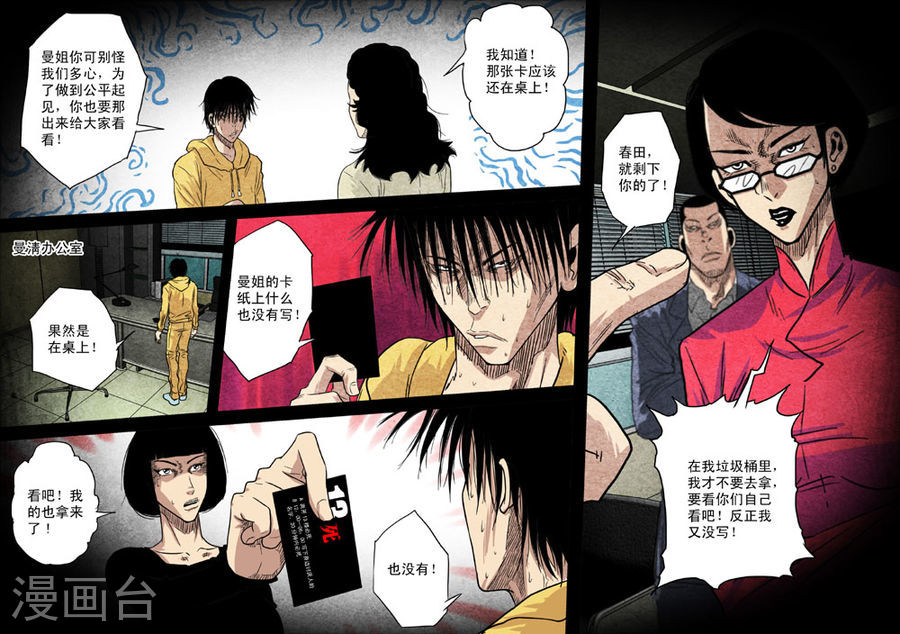 曼姐你可别怪
我们多心，为
了做到公平起
见，你也要那
出来给大家看
看！
我知道！
那张卡应该
还在桌上！
曼淸办公室
果然是
在桌上！
曼姐的卡
纸上什么
也没有写！
看吧！我
的也拿来
了！
12
死
也没有！
春田，
就剩下
你的了！
在我垃圾桶里，
我才不要去拿，
要看你们自己
看吧！反正我
又没写！
漫画台